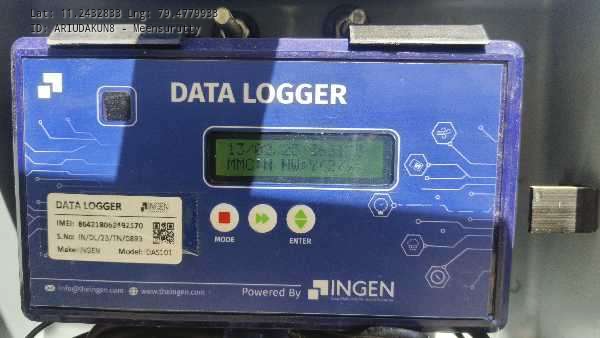 Lat: 11.2432833 Lng: 79.4779938
ID: ARIUDAKUN8 - Meensurutty
DATA LOGGER
DATA LOGGER
INGEN
IMEI:
S.No: IN/DL/23/TN/0893
Make:INGEN Model: DAS101
MODE
ENTER
info@theingen.com
www.theingen.com
Powered By
INGEN